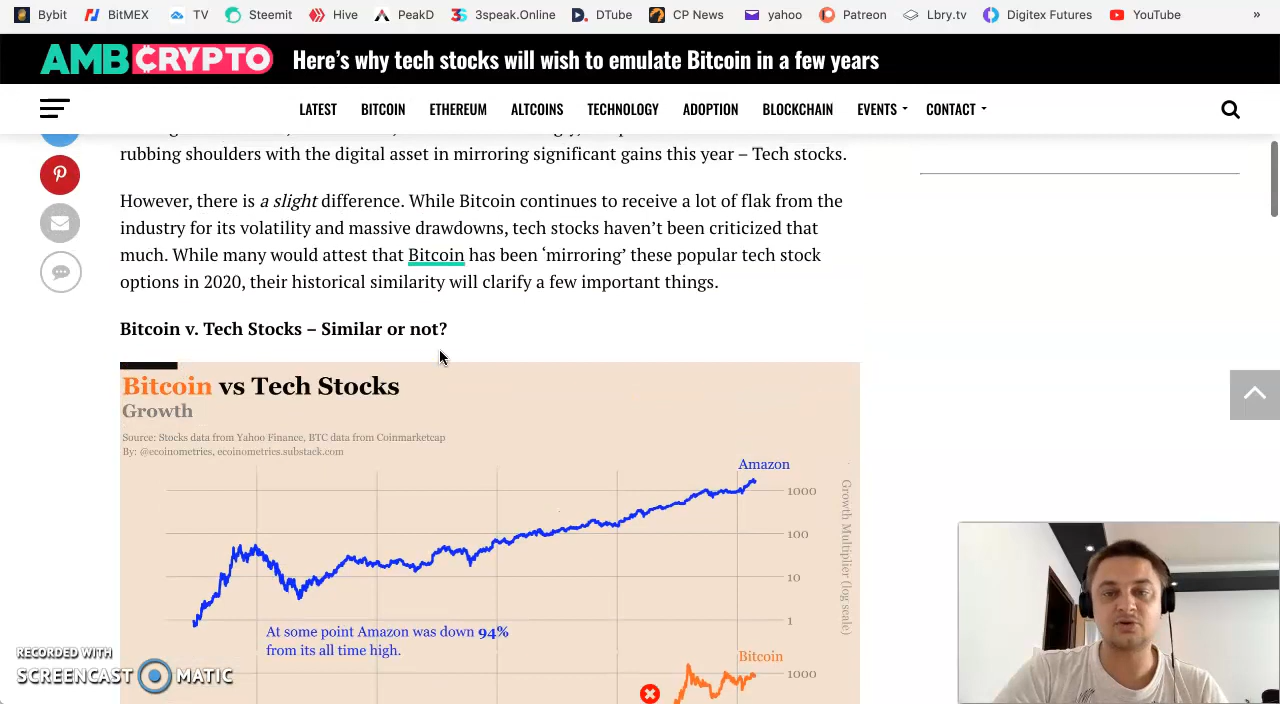 Bybit BitMEX TV Steemit Hive PeakD 3speak.Online DTube CP News yahoo Patreon Lbry.tv Digitex Futures YouTube »
AMBCRYPTO Here’s why tech stocks will wish to emulate Bitcoin in a few years
LATEST BITCOIN ETHEREUM ALTCOINS TECHNOLOGY ADOPTION BLOCKCHAIN EVENTS CONTACT
rubbing shoulders with the digital asset in mirroring significant gains this year – Tech stocks.
However, there is a slight difference. While Bitcoin continues to receive a lot of flak from the
industry for its volatility and massive drawdowns, tech stocks haven’t been criticized that
much. While many would attest that Bitcoin has been ‘mirroring’ these popular tech stock
options in 2020, their historical similarity will clarify a few important things.
Bitcoin v. Tech Stocks – Similar or not?
Bitcoin vs Tech Stocks
Growth
Source: Stocks data from Yahoo Finance, BTC data from Coinmarketcap
By: @ecoinometrics, ecoinometrics.substack.com
Amazon
1000
100
10
1
Growth Multiplier (log scale)
At some point Amazon was down 94%
from its all time high.
Bitcoin
1000
RECORDED WITH
SCREENCAST MATIC